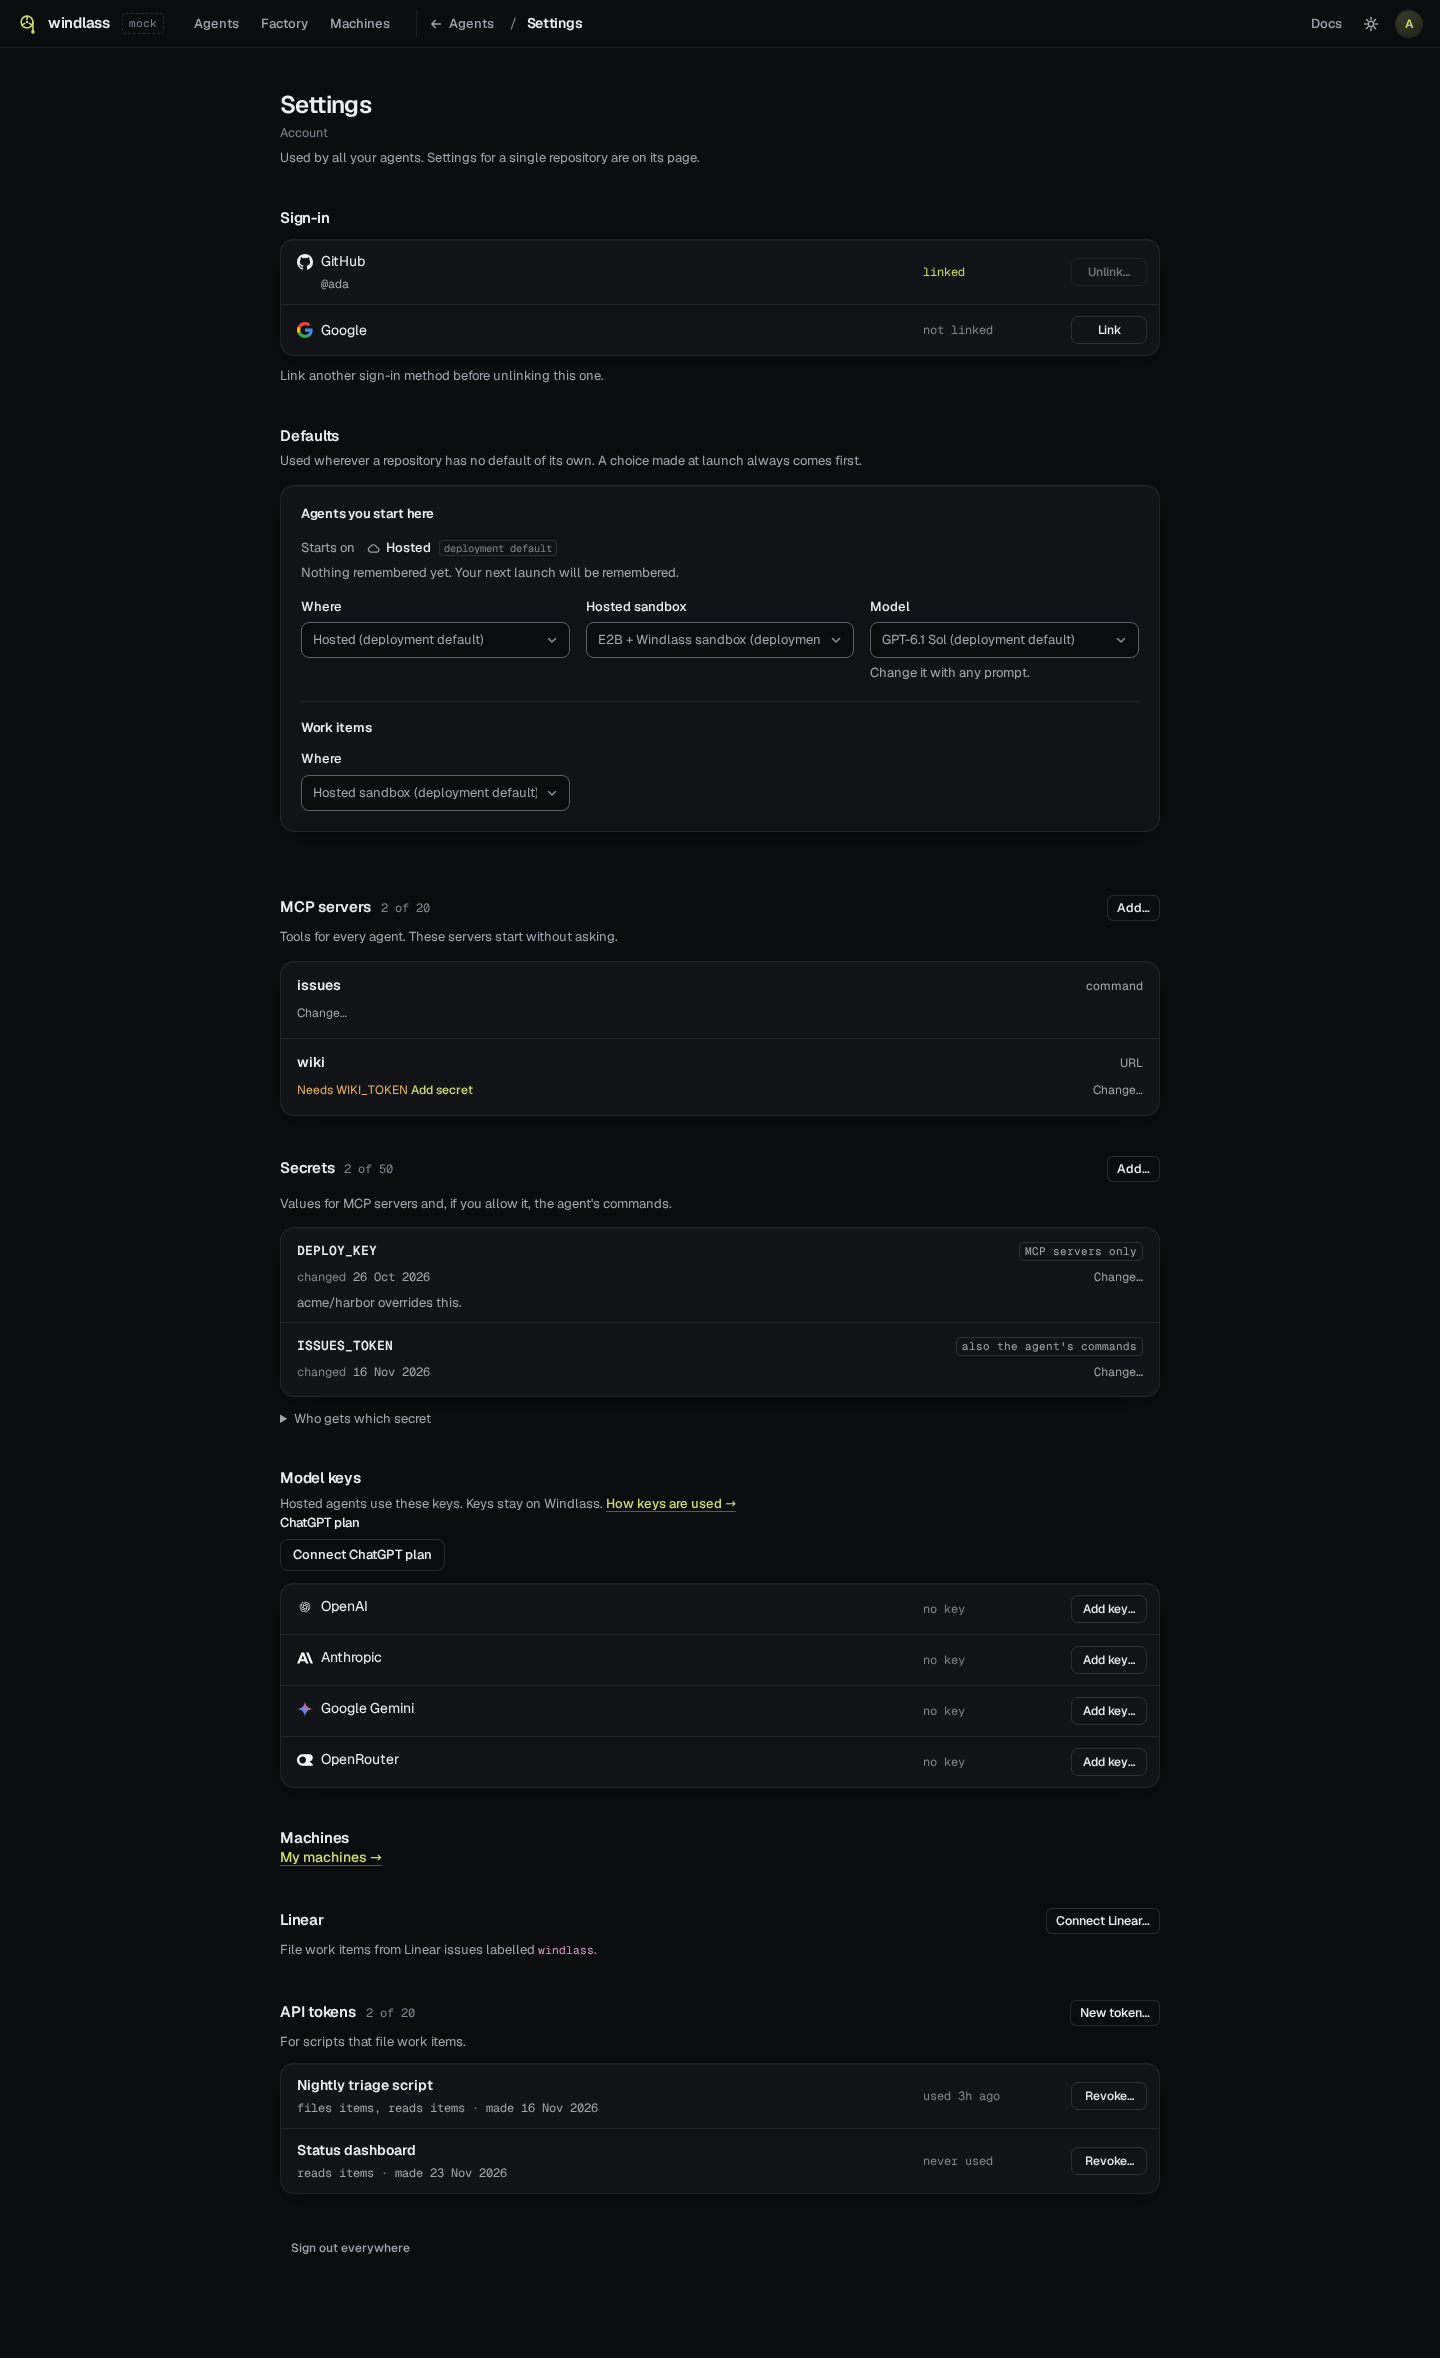 windlass mock Agents Factory Machines ← Agents / Settings Docs A
Settings
Account
Used by all your agents. Settings for a single repository are on its page.
Sign-in
GitHub
@ada
linked
Unlink…
Google
not linked
Link
Link another sign-in method before unlinking this one.
Defaults
Used wherever a repository has no default of its own. A choice made at launch always comes first.
Agents you start here
Starts on Hosted deployment default
Nothing remembered yet. Your next launch will be remembered.
Where
Hosted sandbox
Model
Hosted (deployment default)
E2B + Windlass sandbox (deploymen
GPT-6.1 Sol (deployment default)
Change it with any prompt.
Work items
Where
Hosted sandbox (deployment default)
MCP servers 2 of 20
Add…
Tools for every agent. These servers start without asking.
issues
command
Change…
wiki
URL
Needs WIKI_TOKEN Add secret
Change…
Secrets 2 of 50
Add…
Values for MCP servers and, if you allow it, the agent's commands.
DEPLOY_KEY
MCP servers only
changed 26 Oct 2026
Change…
acme/harbor overrides this.
ISSUES_TOKEN
also the agent's commands
changed 16 Nov 2026
Change…
▶ Who gets which secret
Model keys
Hosted agents use these keys. Keys stay on Windlass. How keys are used →
ChatGPT plan
Connect ChatGPT plan
OpenAI
no key
Add key…
Anthropic
no key
Add key…
Google Gemini
no key
Add key…
OpenRouter
no key
Add key…
Machines
My machines →
Linear
Connect Linear…
File work items from Linear issues labelled windlass.
API tokens 2 of 20
New token…
For scripts that file work items.
Nightly triage script
files items, reads items · made 16 Nov 2026
used 3h ago
Revoke…
Status dashboard
reads items · made 23 Nov 2026
never used
Revoke…
Sign out everywhere